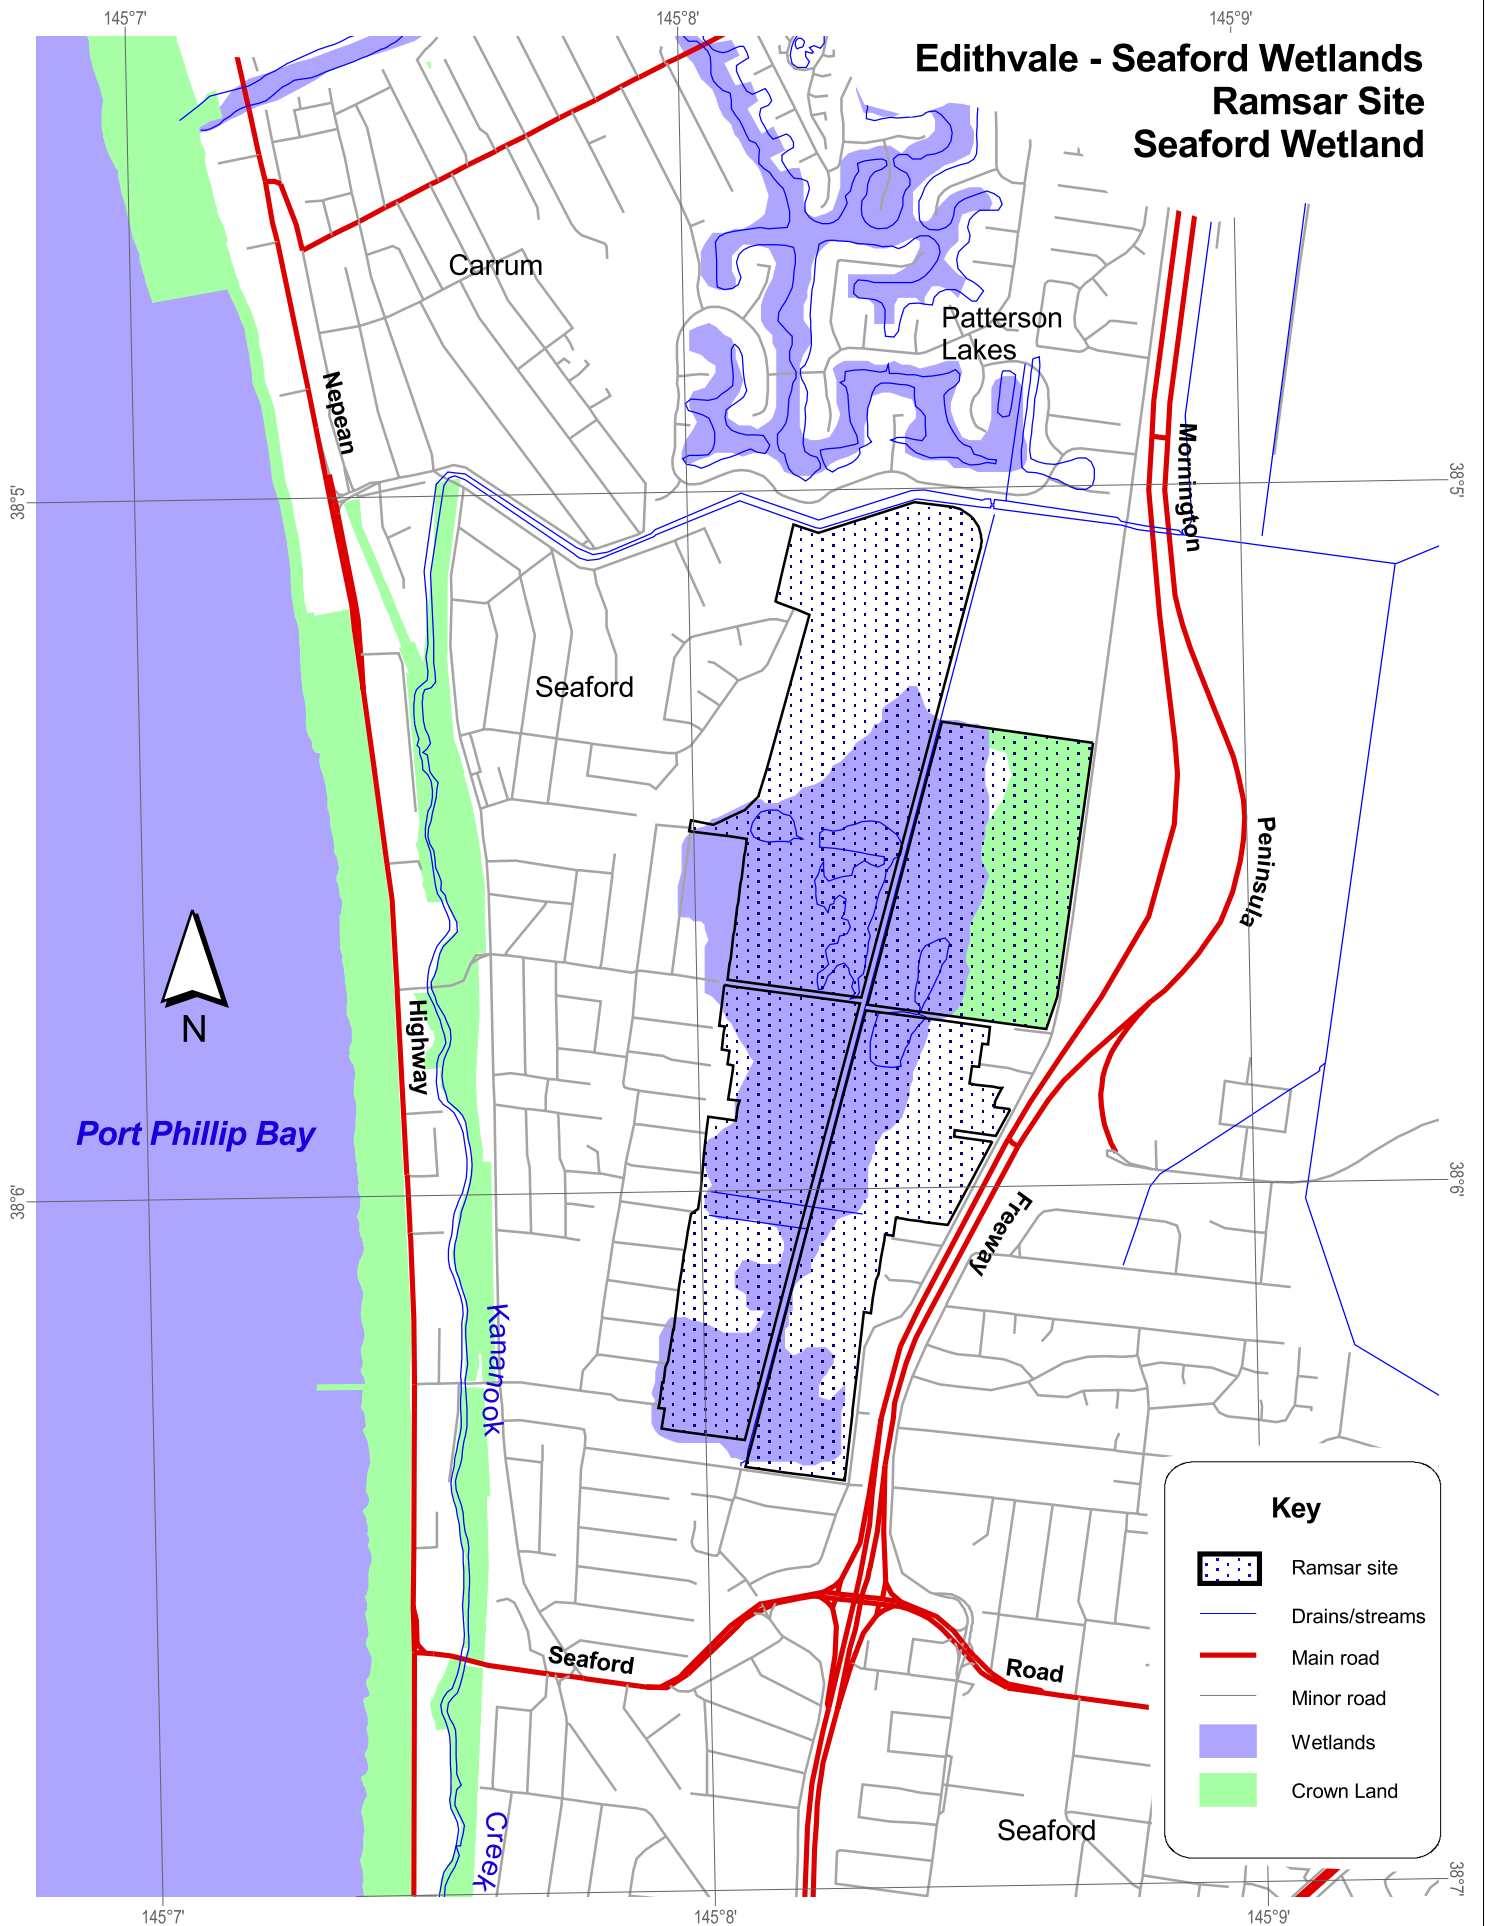 145°7' 145°8' 145°9'
Edithvale - Seaford Wetlands
Ramsar Site
Seaford Wetland
Carrum
Patterson
Lakes
Nepean
Mornington
38°5' 38°5'
Seaford
Peninsula
Highway
N
Port Phillip Bay
38°6' 38°6'
Freeway
Kananook
Key
Ramsar site
Drains/streams
Main road
Minor road
Wetlands
Crown Land
Seaford Road
Seaford
Creek
38°7'
145°7' 145°8' 145°9'